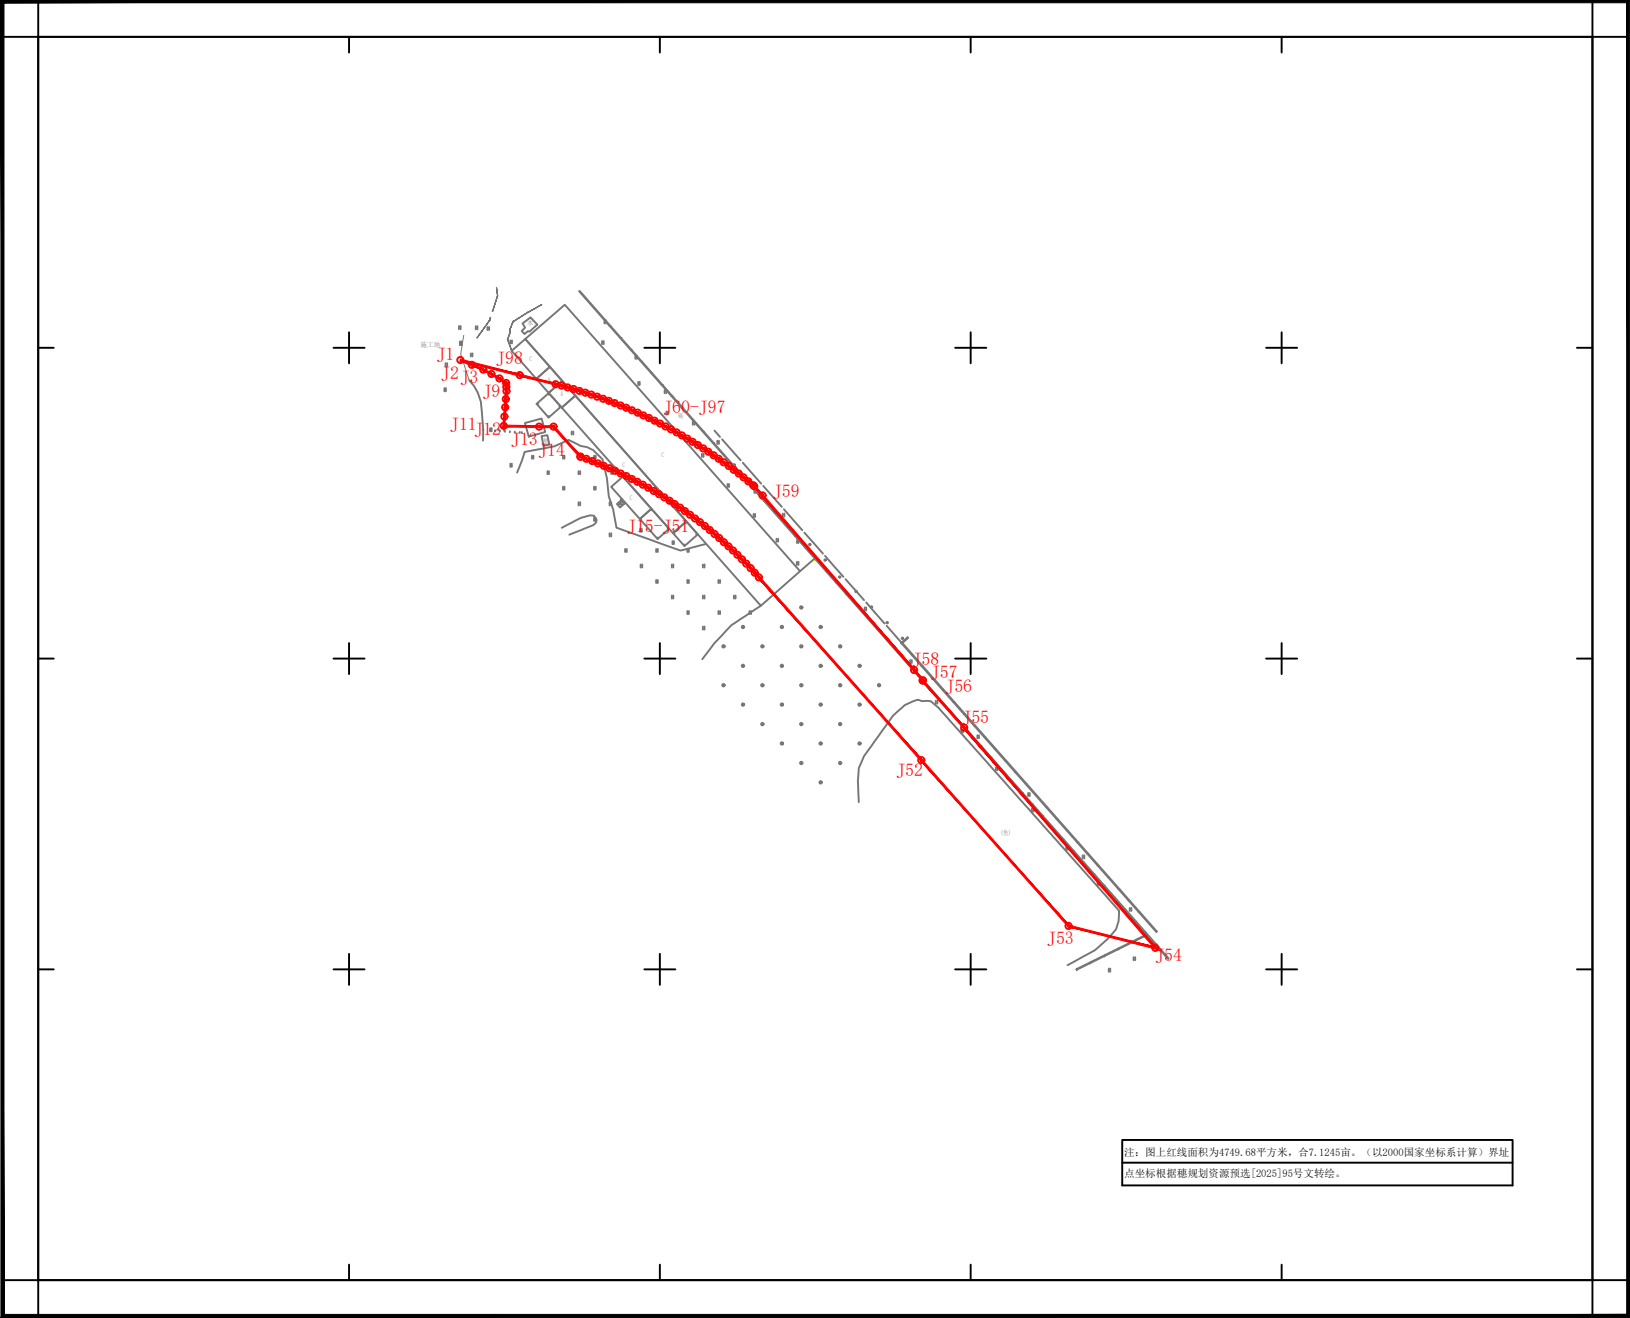 施工地
J1
J98
J2
J3
J9
J60-J97
J11
J12
J13
J14
J59
J15-J51
J58
J57
J56
J55
J52
J53
J54
注：图上红线面积为4749.68平方米，合7.1245亩。（以2000国家坐标系计算）界址
点坐标根据穗规划资源预选[2025]95号文转绘。